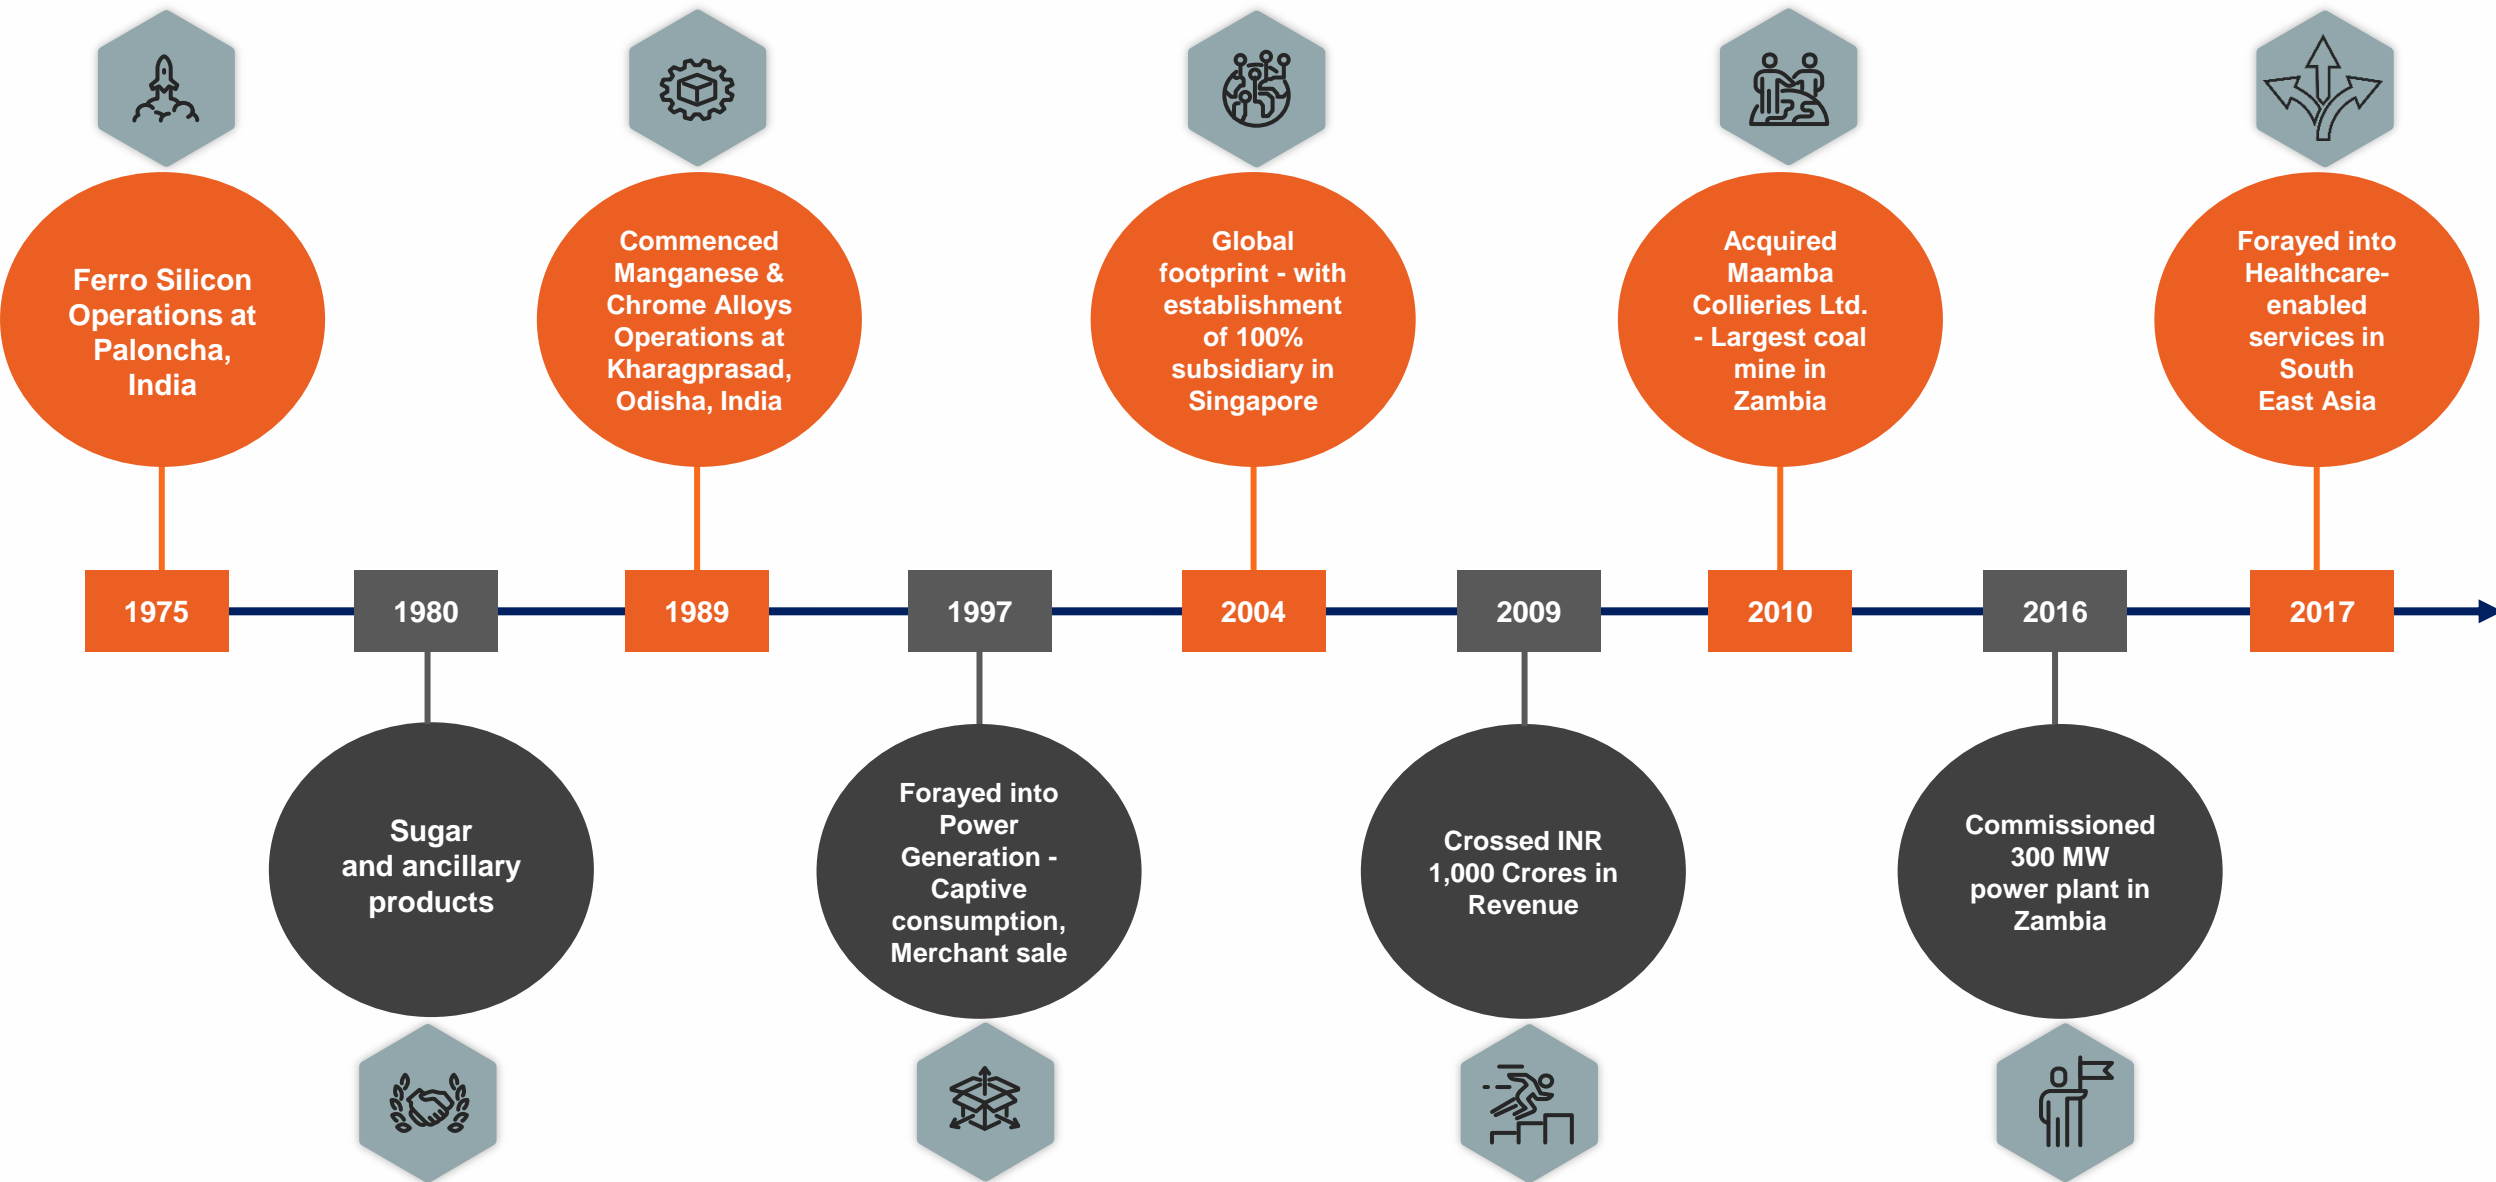 Ferro Silicon
Operations at
Paloncha,
India
Commenced
Manganese &
Chrome Alloys
Operations at
Kharagprasad,
Odisha, India
Global
footprint - with
establishment
of 100%
subsidiary in
Singapore
Acquired
Maamba
Collieries Ltd.
- Largest coal
mine in
Zambia
Forayed into
Healthcare-
enabled
services in
South
East Asia
1975
1980
1989
1997
2004
2009
2010
2016
2017
Sugar
and ancillary
products
Forayed into
Power
Generation -
Captive
consumption,
Merchant sale
Crossed INR
1,000 Crores in
Revenue
Commissioned
300 MW
power plant in
Zambia